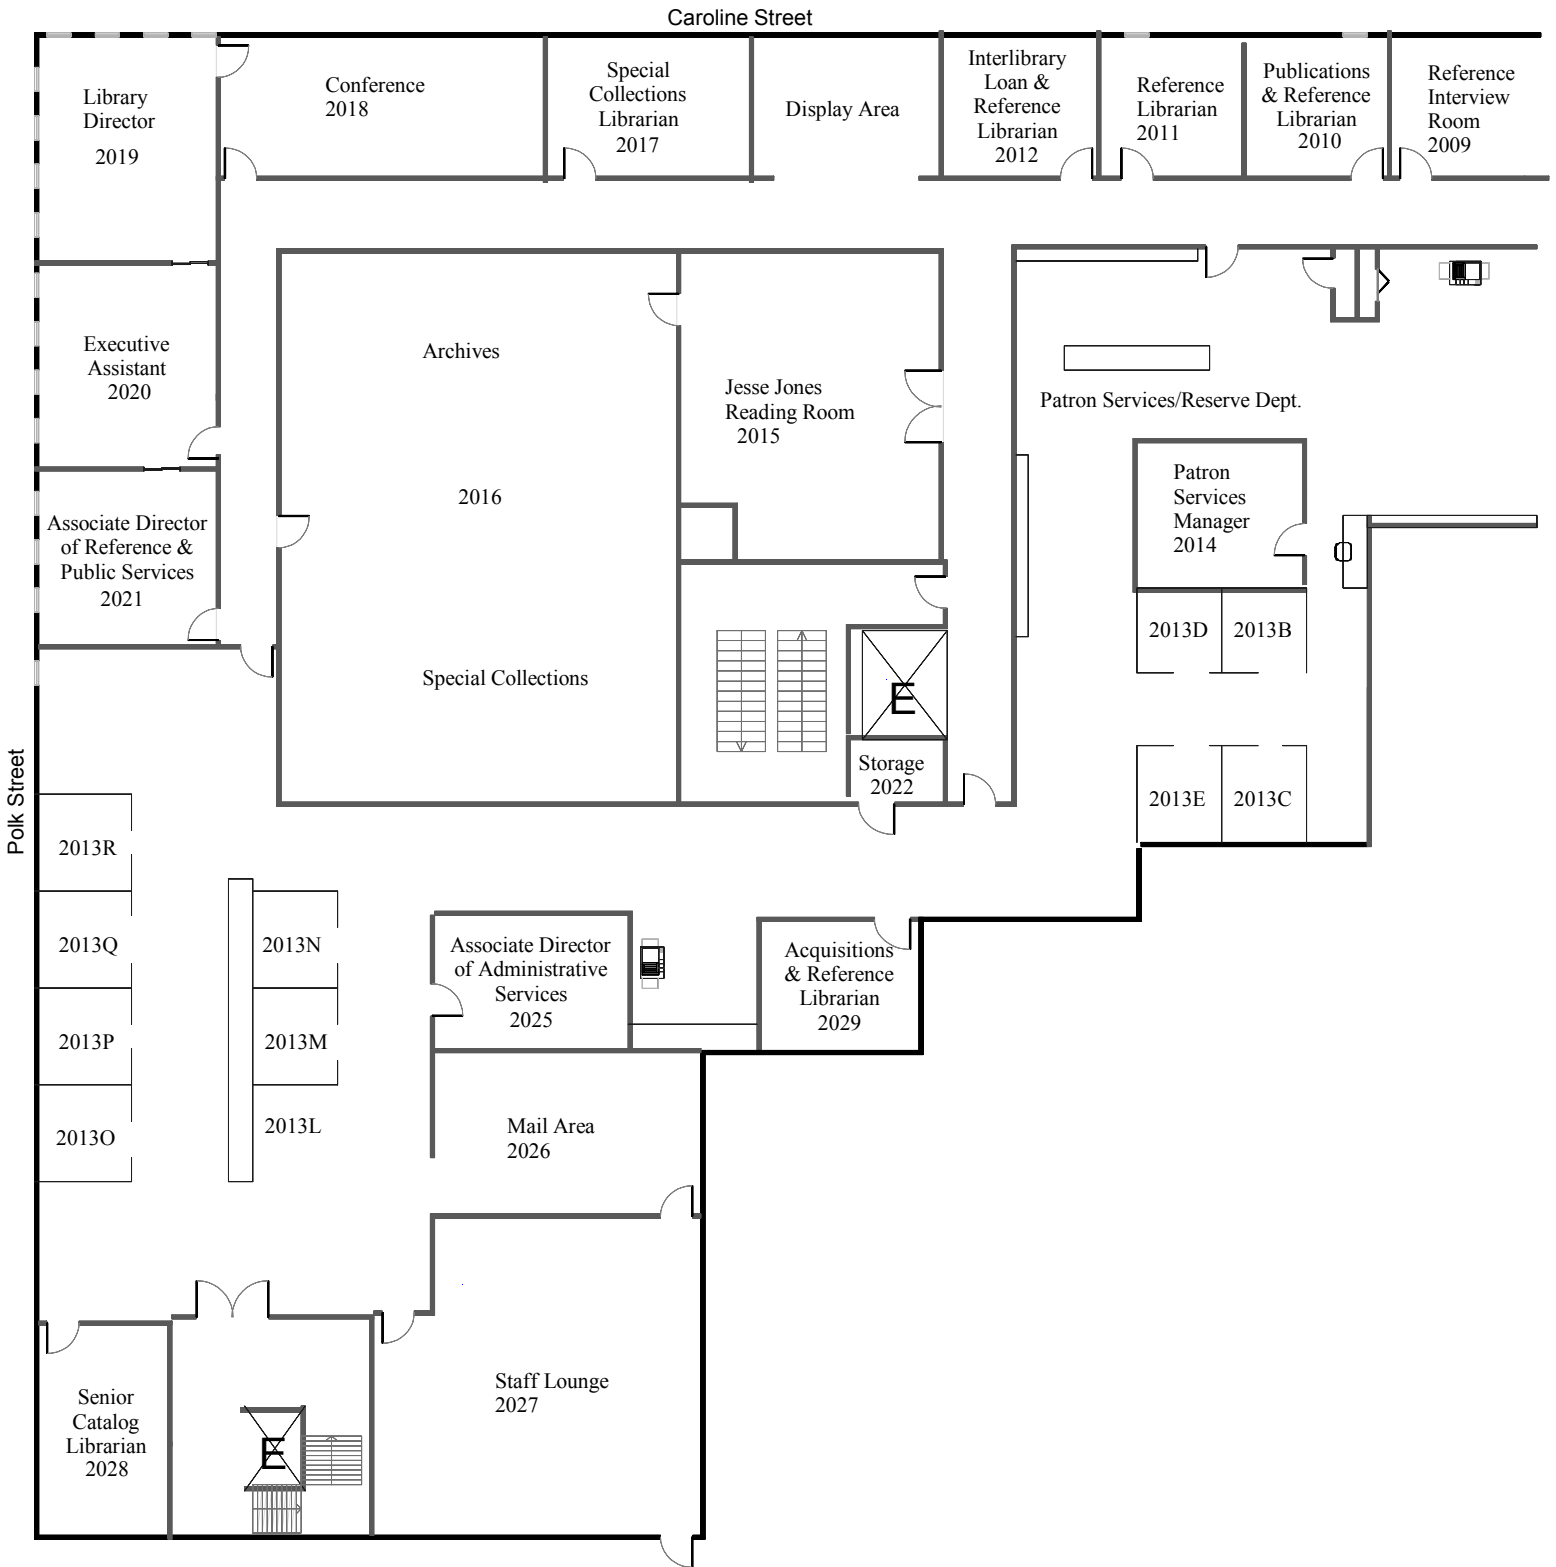 Caroline Street
Library
Director
2019
Conference
2018
Special
Collections
Librarian
2017
Display Area
Interlibrary
Loan &
Reference
Librarian
2012
Reference
Librarian
2011
Publications
& Reference
Librarian
2010
Reference
Interview
Room
2009
Executive
Assistant
2020
Archives
2016
Special Collections
Jesse Jones
Reading Room
2015
Patron Services/Reserve Dept.
Patron
Services
Manager
2014
Associate Director
of Reference &
Public Services
2021
2013D
2013B
E
Storage
2022
2013E
2013C
Polk Street
2013R
2013Q
2013N
2013P
2013M
2013O
2013L
Associate Director
of Administrative
Services
2025
Acquisitions
& Reference
Librarian
2029
Mail Area
2026
Staff Lounge
2027
Senior
Catalog
Librarian
2028
E